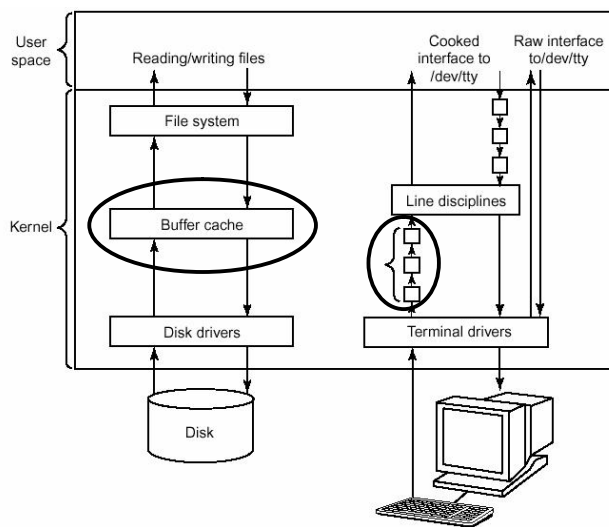 User
space
Reading/writing files
Cooked interface to
/dev/tty
Raw interface
to/dev/tty
Kernel
File system
Buffer cache
Disk drivers
Disk
Line disciplines
Terminal drivers